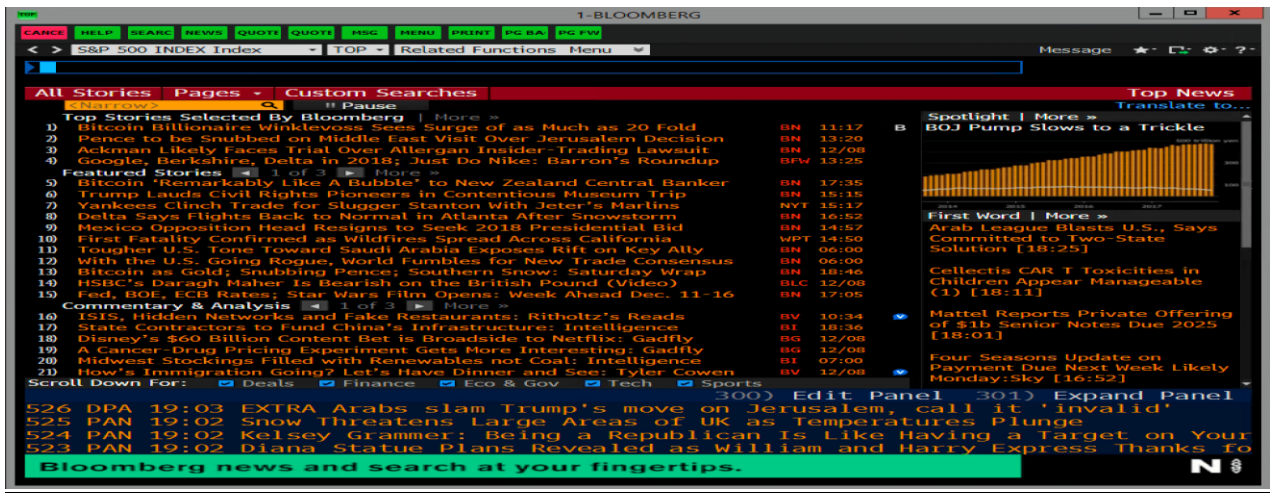 TOP 1-BLOOMBERG
CANCE HELP SEARC NEWS QUOTE QUOTE MSG MENU PRINT PG BA PG FW
< > S&P 500 INDEX Index TOP Related Functions Menu Message ?
All Stories Pages Custom Searches Top News
<Narrow> Pause Translate to...
Top Stories Selected By Bloomberg | More »
1) Bitcoin Billionaire Winklevoss Sees Surge of as Much as 20 Fold BN 11:17 B
2) Pence to be Snubbed on Middle East Visit Over Jerusalem Decision BN 13:20
3) Ackman Likely Faces Trial Over Allergan Insider-Trading Lawsuit BN 12/08
4) Google, Berkshire, Delta in 2018; Just Do Nike: Barron's Roundup BFW 13:25
Featured Stories 1 of 3 More »
5) Bitcoin 'Remarkably Like A Bubble' to New Zealand Central Banker BN 17:35
6) Trump Lauds Civil Rights Pioneers in Contentious Museum Trip BN 15:15
7) Yankees Clinch Trade for Slugger Stanton With Jeter's Marlins NYT 15:17
8) Delta Says Flights Back to Normal in Atlanta After Snowstorm BN 16:52
9) Mexico Opposition Head Resigns to Seek 2018 Presidential Bid BN 14:57
10) First Fatality Confirmed as Wildfires Spread Across California WPT 14:50
11) Tougher U.S. Tone Toward Saudi Arabia Exposes Rift on Key Ally BN 06:00
12) With the U.S. Going Rogue, World Fumbles for New Trade Consensus BN 06:00
13) Bitcoin as Gold; Snubbing Pence; Southern Snow: Saturday Wrap BN 18:46
14) HSBC's Daragh Maher Is Bearish on the British Pound (Video) BLC 12/08
15) Fed, BOE, ECB Rates; Star Wars Film Opens: Week Ahead Dec. 11-16 BN 17:05
Commentary & Analysis 1 of 3 More »
16) ISIS, Hidden Networks and Fake Restaurants: Ritholtz's Reads BV 10:34
17) State Contractors to Fund China's Infrastructure: Intelligence BI 18:36
18) Disney's $60 Billion Content Bet is Broadside to Netflix: Gadfly BG 12/08
19) A Cancer-Drug Pricing Experiment Gets More Interesting: Gadfly BG 12/08
20) Midwest Stockings Filled with Renewables not Coal: Intelligence BI 07:00
21) How's Immigration Going? Let's Have Dinner and See: Tyler Cowen BV 12/08
Scroll Down For: Deals Finance Eco & Gov Tech Sports
Spotlight | More »
BOJ Pump Slows to a Trickle
300
100
2014 2015 2016 2017
First Word | More »
Arab League Blasts U.S., Says
Committed to Two-State
Solution [18:25]
Cellectis CAR T Toxicities in
Children Appear Manageable
(1) [18:11]
Mattel Reports Private Offering
of $1b Senior Notes Due 2025
[18:01]
Four Seasons Update on
Payment Due Next Week Likely
Monday:Sky [16:52]
300) Edit Panel 301) Expand Panel
526 DPA 19:03 EXTRA Arabs slam Trump's move on Jerusalem, call it 'invalid'
525 PAN 19:02 Snow Threatens Large Areas of UK as Temperatures Plunge
524 PAN 19:02 Kelsey Grammer: Being a Republican Is Like Having a Target on Your
523 PAN 19:02 Diana Statue Plans Revealed as William and Harry Express Thanks fo
Bloomberg news and search at your fingertips. N